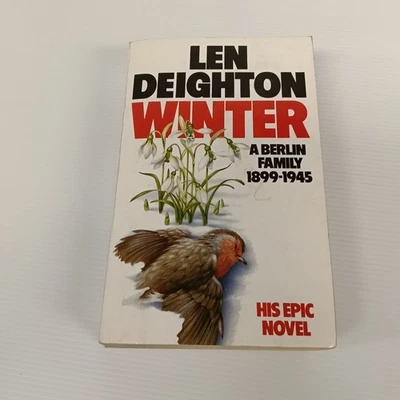 LEN
DEIGHTON
WINTER
A BERLIN
FAMILY
1899-1945
HIS EPIC
NOVEL